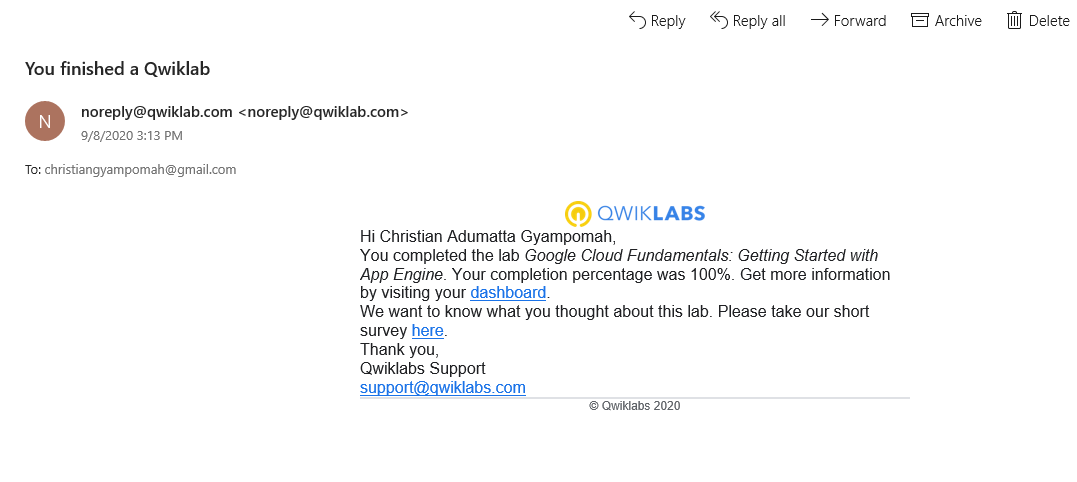 Reply Reply all Forward Archive Delete
You finished a Qwiklab
N
noreply@qwiklab.com <noreply@qwiklab.com>
9/8/2020 3:13 PM
To: christiangyampomah@gmail.com
QWIKLABS
Hi Christian Adumatta Gyampomah,
You completed the lab Google Cloud Fundamentals: Getting Started with
App Engine. Your completion percentage was 100%. Get more information
by visiting your dashboard.
We want to know what you thought about this lab. Please take our short
survey here.
Thank you,
Qwiklabs Support
support@qwiklabs.com
© Qwiklabs 2020